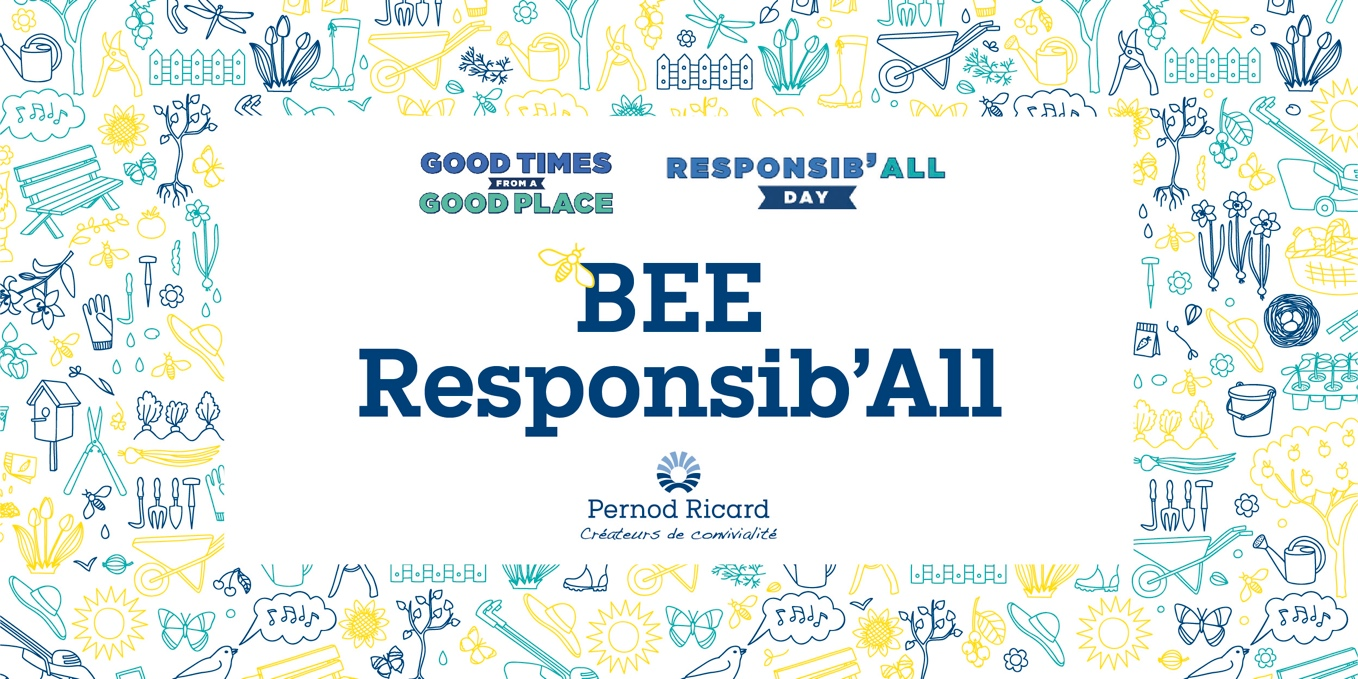 GOOD TIMES
FROM A
GOOD PLACE
RESPONSIB'ALL
DAY
BEE
Responsib'All
Pernod Ricard
Créateurs de convivialité